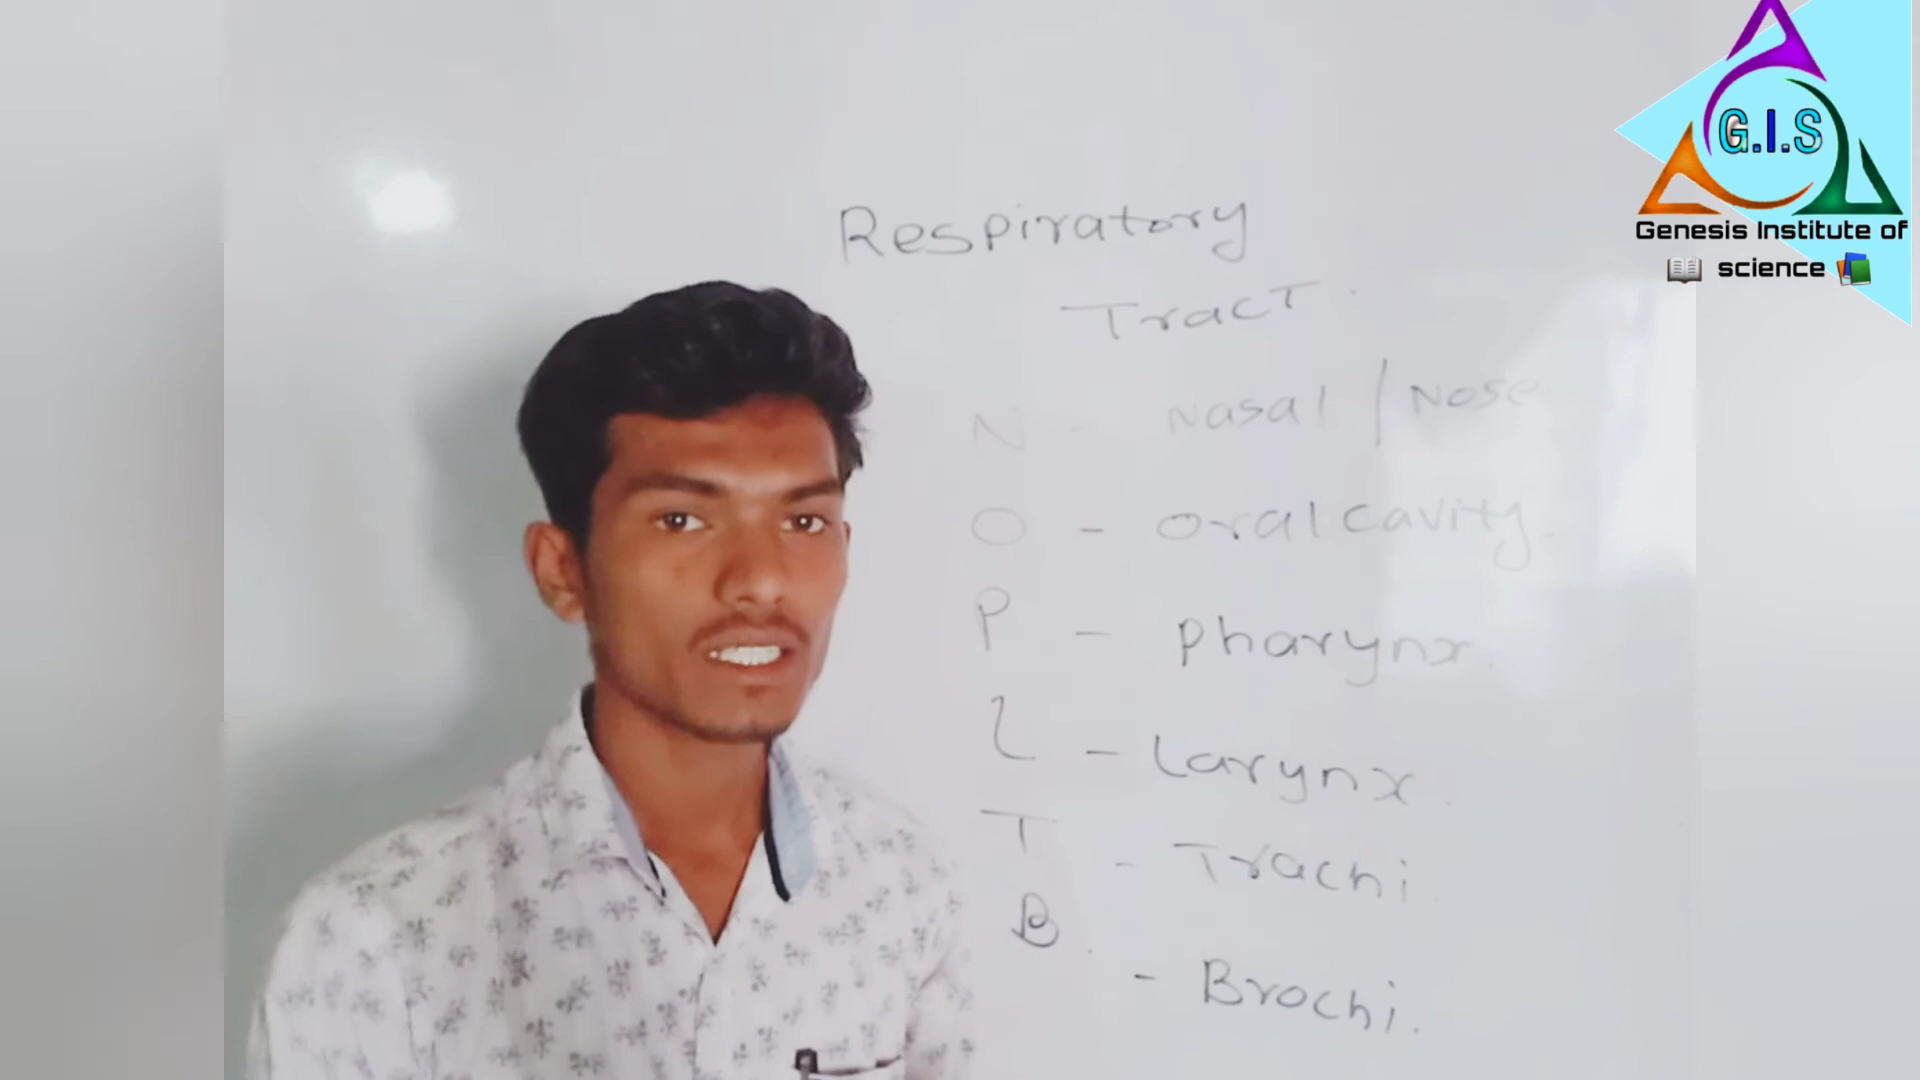 G.I.S
Genesis Institute of
science
Respiratory
Tract.
N - Nasal / Nose
O - oral cavity.
P - Pharynx.
L - Larynx.
T - Trachi.
B. - Brochi.